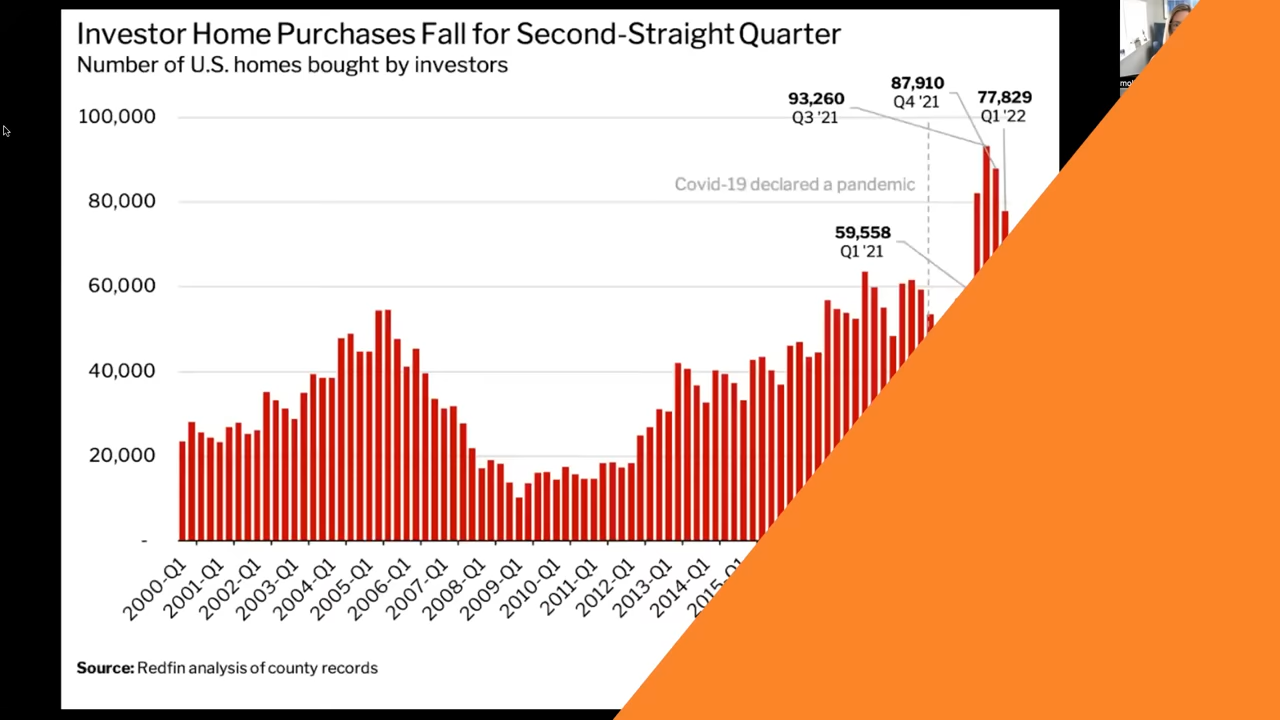 Investor Home Purchases Fall for Second-Straight Quarter
Number of U.S. homes bought by investors
87,910
Q4 '21
93,260
Q3 '21
77,829
Q1 '22
100,000
Covid-19 declared a pandemic
80,000
59,558
Q1 '21
60,000
40,000
20,000
-
2000-Q1
2001-Q1
2002-Q1
2003-Q1
2004-Q1
2005-Q1
2006-Q1
2007-Q1
2008-Q1
2009-Q1
2010-Q1
2011-Q1
2012-Q1
2013-Q1
2014-Q1
Source: Redfin analysis of county records